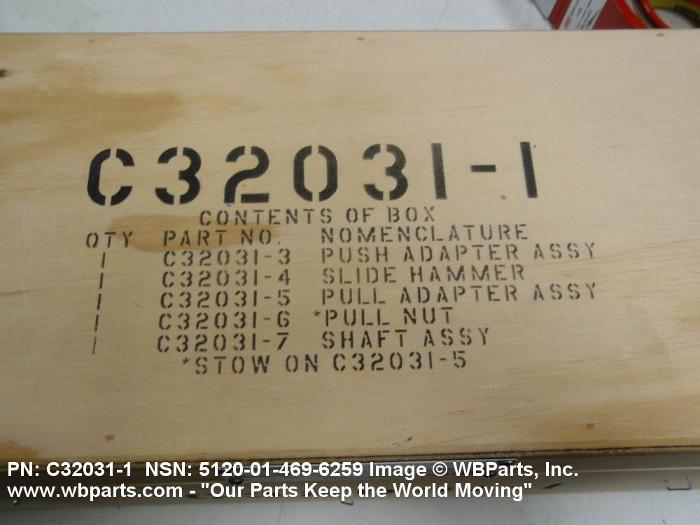 C32031-1
CONTENTS OF BOX
QTY PART NO. NOMENCLATURE
1 C32031-3 PUSH ADAPTER ASSY
1 C32031-4 SLIDE HAMMER
1 C32031-5 PULL ADAPTER ASSY
1 C32031-6 *PULL NUT
1 C32031-7 SHAFT ASSY
*STOW ON C32031-5
PN: C32031-1 NSN: 5120-01-469-6259 Image © WBParts, Inc.
www.wbparts.com - "Our Parts Keep the World Moving"